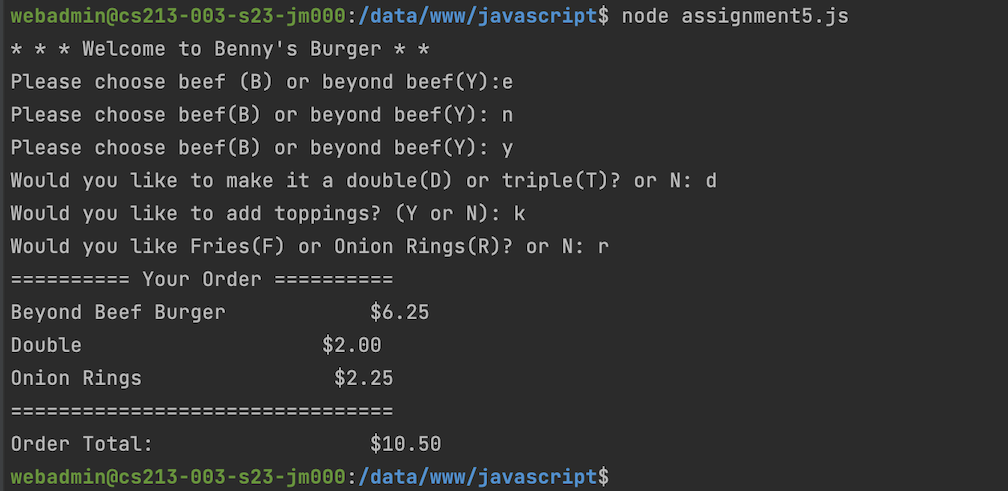 webadmin@cs213-003-s23-jm000:/data/www/javascript$ node assignment5.js
* * * Welcome to Benny's Burger * *
Please choose beef (B) or beyond beef(Y):e
Please choose beef(B) or beyond beef(Y): n
Please choose beef(B) or beyond beef(Y): y
Would you like to make it a double(D) or triple(T)? or N: d
Would you like to add toppings? (Y or N): k
Would you like Fries(F) or Onion Rings(R)? or N: r
========== Your Order ==========
Beyond Beef Burger            $6.25
Double                    $2.00
Onion Rings                $2.25
================================
Order Total:                  $10.50
webadmin@cs213-003-s23-jm000:/data/www/javascript$